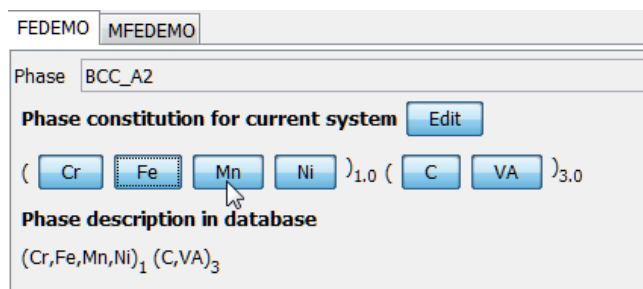 FEDEMO MFEDEMO
Phase BCC_A2
Phase constitution for current system Edit
( Cr Fe Mn Ni )1.0 ( C VA )3.0
Phase description in database
(Cr,Fe,Mn,Ni)1 (C,VA)3